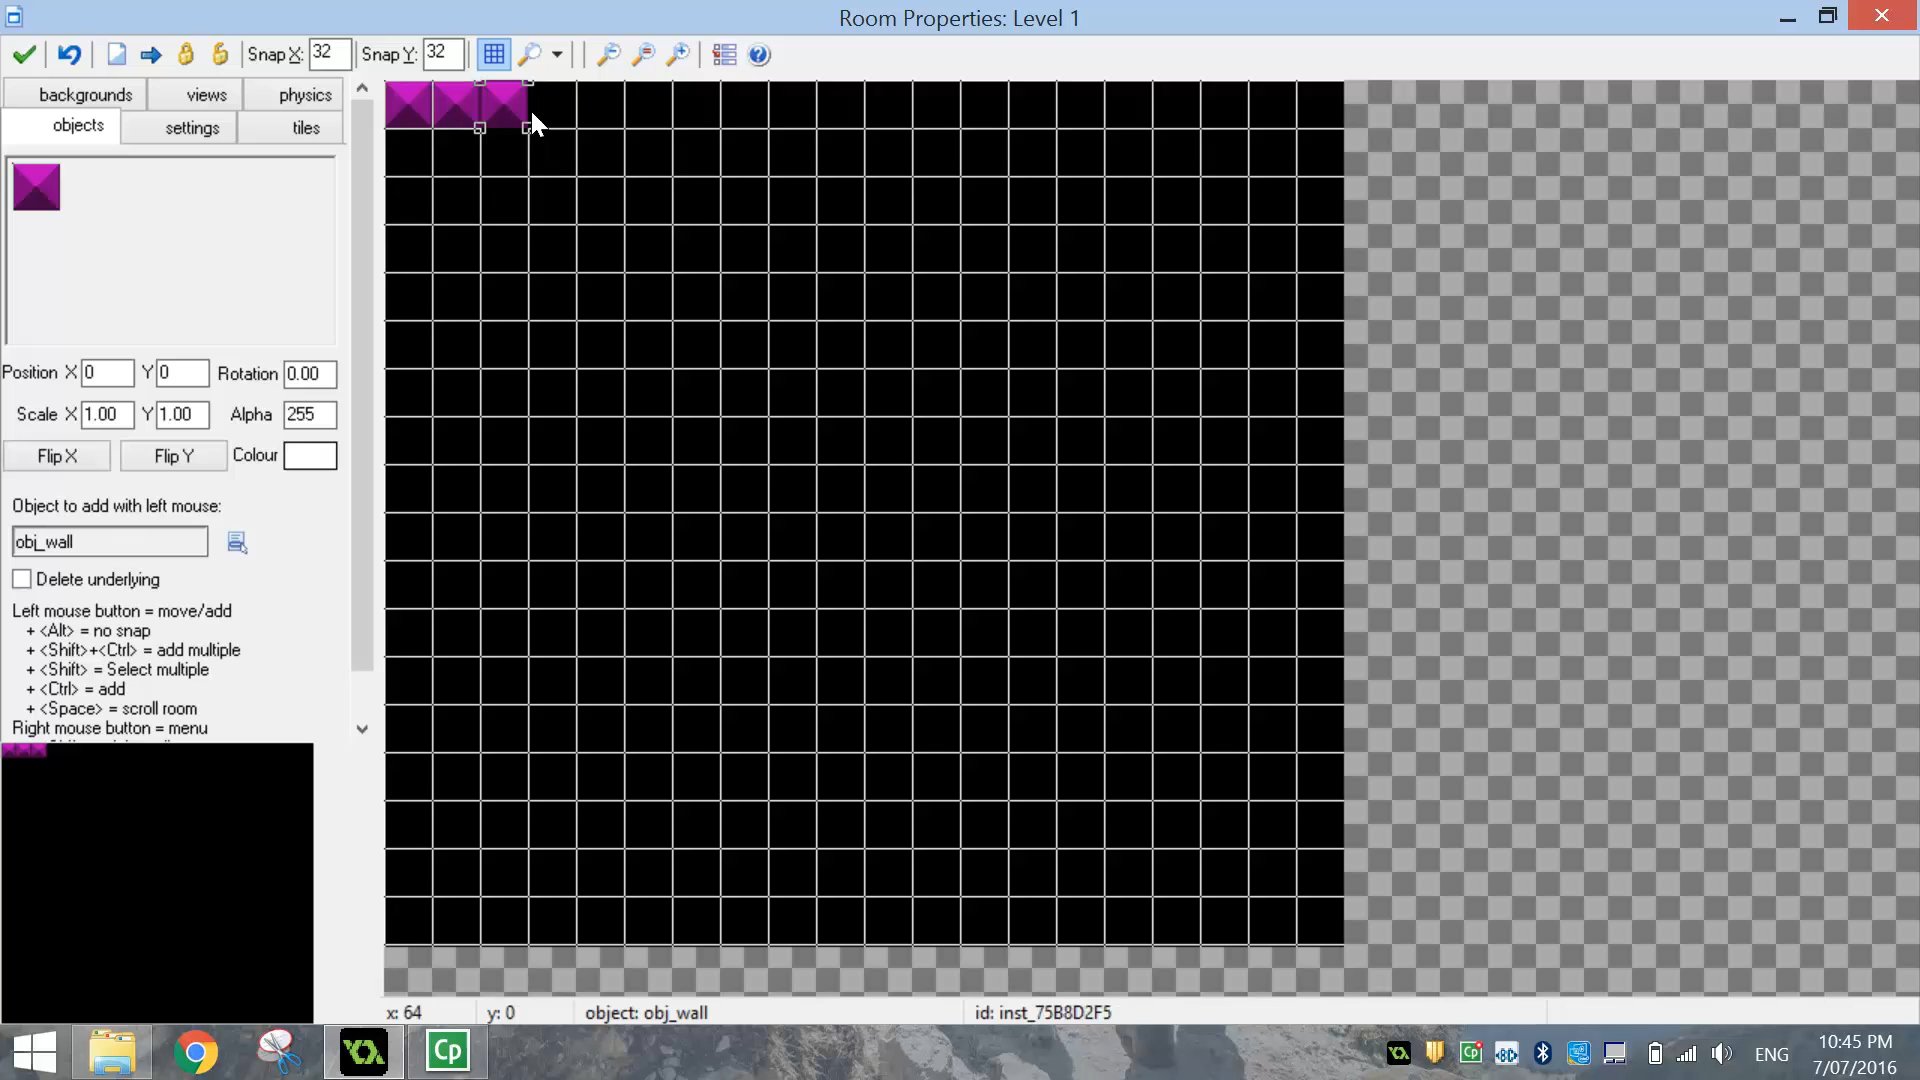 Room Properties: Level 1
Snap X: 32 Snap Y: 32
backgrounds views physics
objects settings tiles
Position X 0 Y 0 Rotation 0.00
Scale X 1.00 Y 1.00 Alpha 255
Flip X Flip Y Colour
Object to add with left mouse:
obj_wall
Delete underlying
Left mouse button = move/add
+ <Alt> = no snap
+ <Shift>+<Ctrl> = add multiple
+ <Shift> = Select multiple
+ <Ctrl> = add
+ <Space> = scroll room
Right mouse button = menu
x: 64 y: 0 object: obj_wall id: inst_75B8D2F5
Cp
Cp
ENG
10:45 PM
7/07/2016